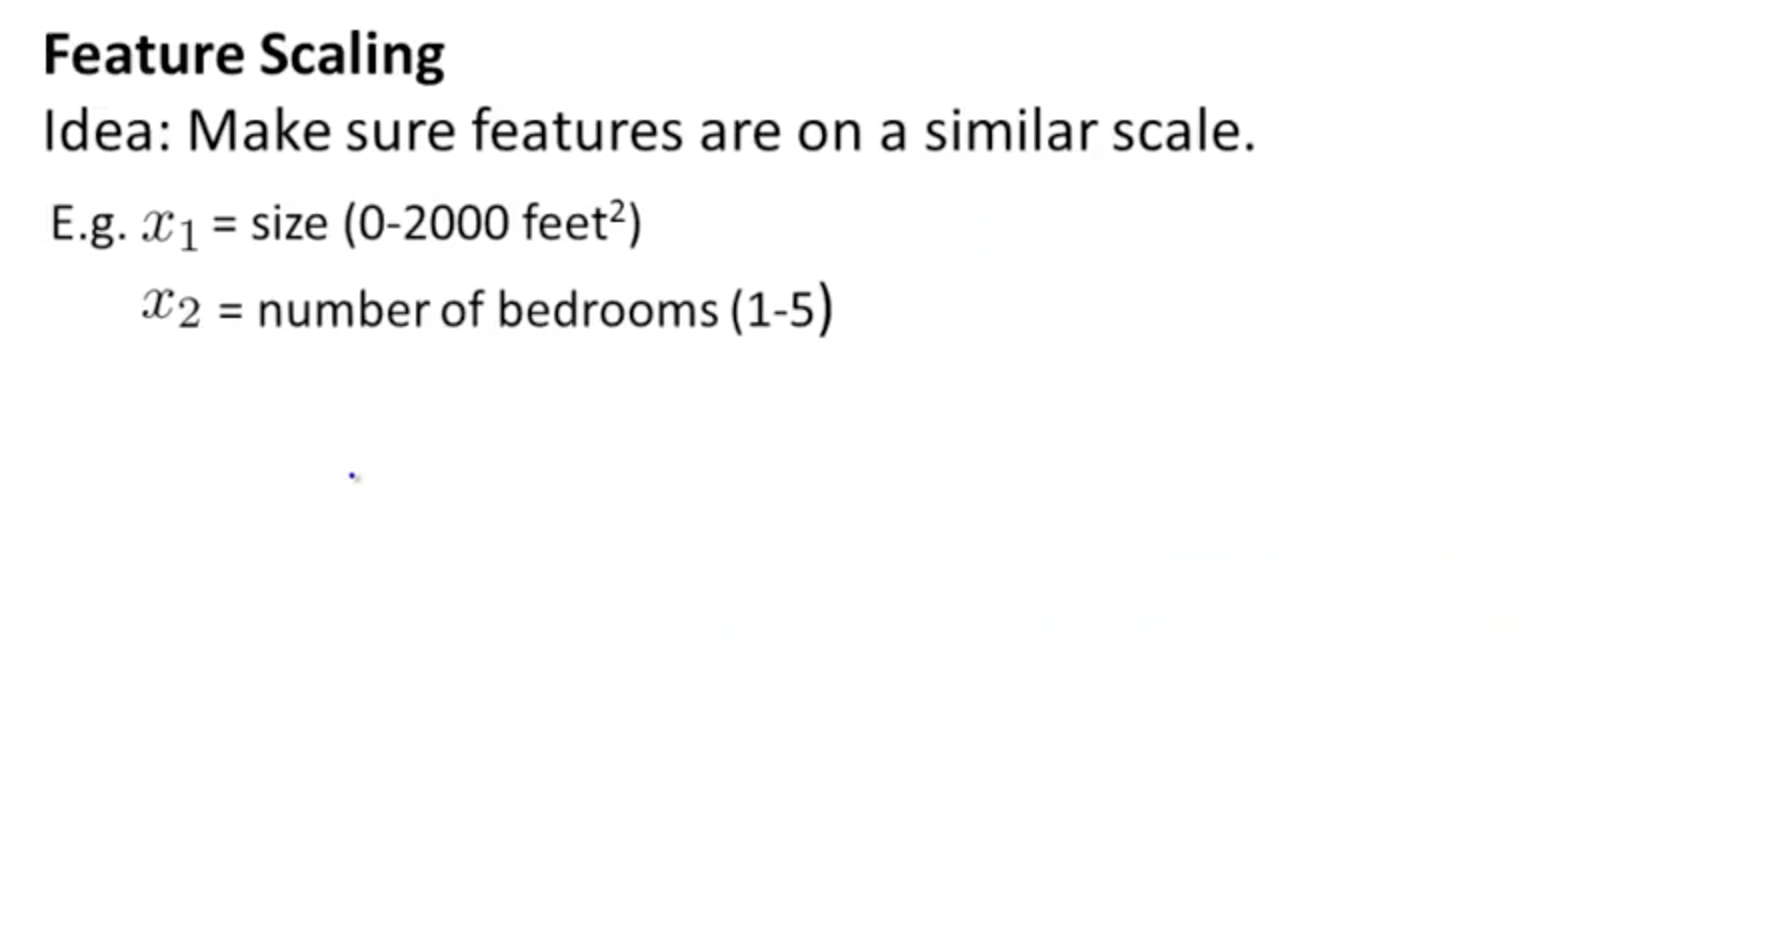 Feature Scaling
Idea: Make sure features are on a similar scale.
E.g. x₁ = size (0-2000 feet²)
x₂ = number of bedrooms (1-5)